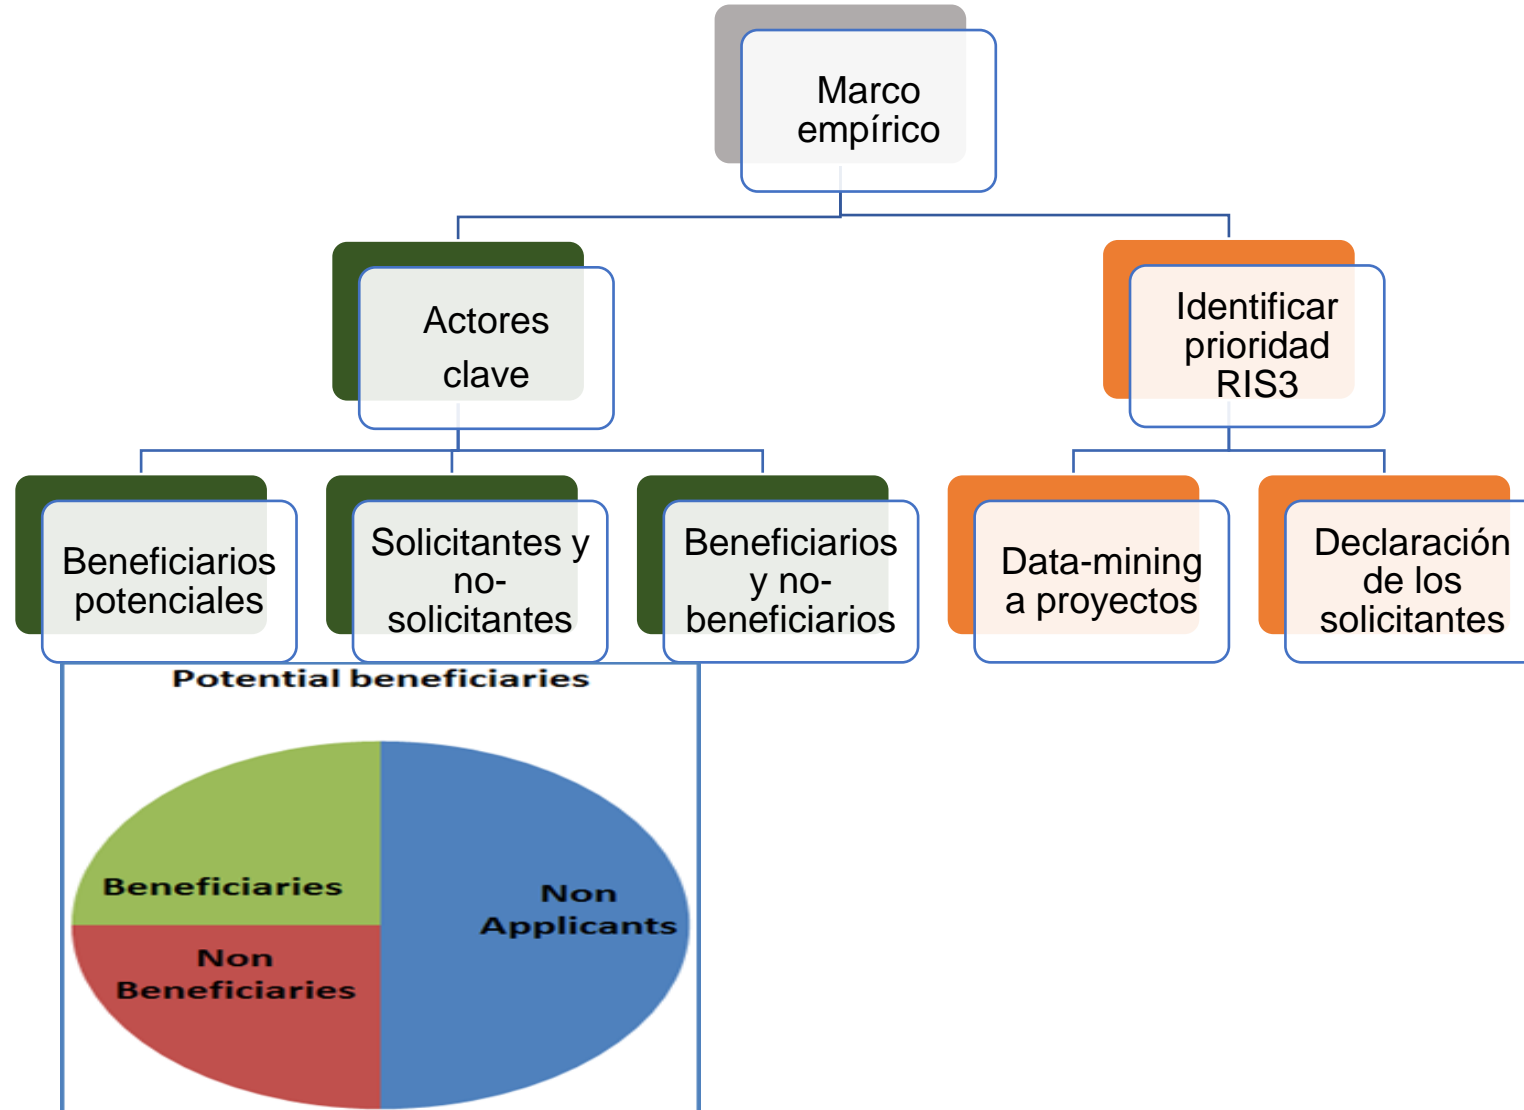 Marco
empírico
Actores
clave
Identificar
prioridad
RIS3
Beneficiarios
potenciales
Solicitantes y
no-
solicitantes
Beneficiarios
y no-
beneficiarios
Data-mining
a proyectos
Declaración
de los
solicitantes
Potential beneficiaries
Beneficiaries
Non
Beneficiaries
Non
Applicants